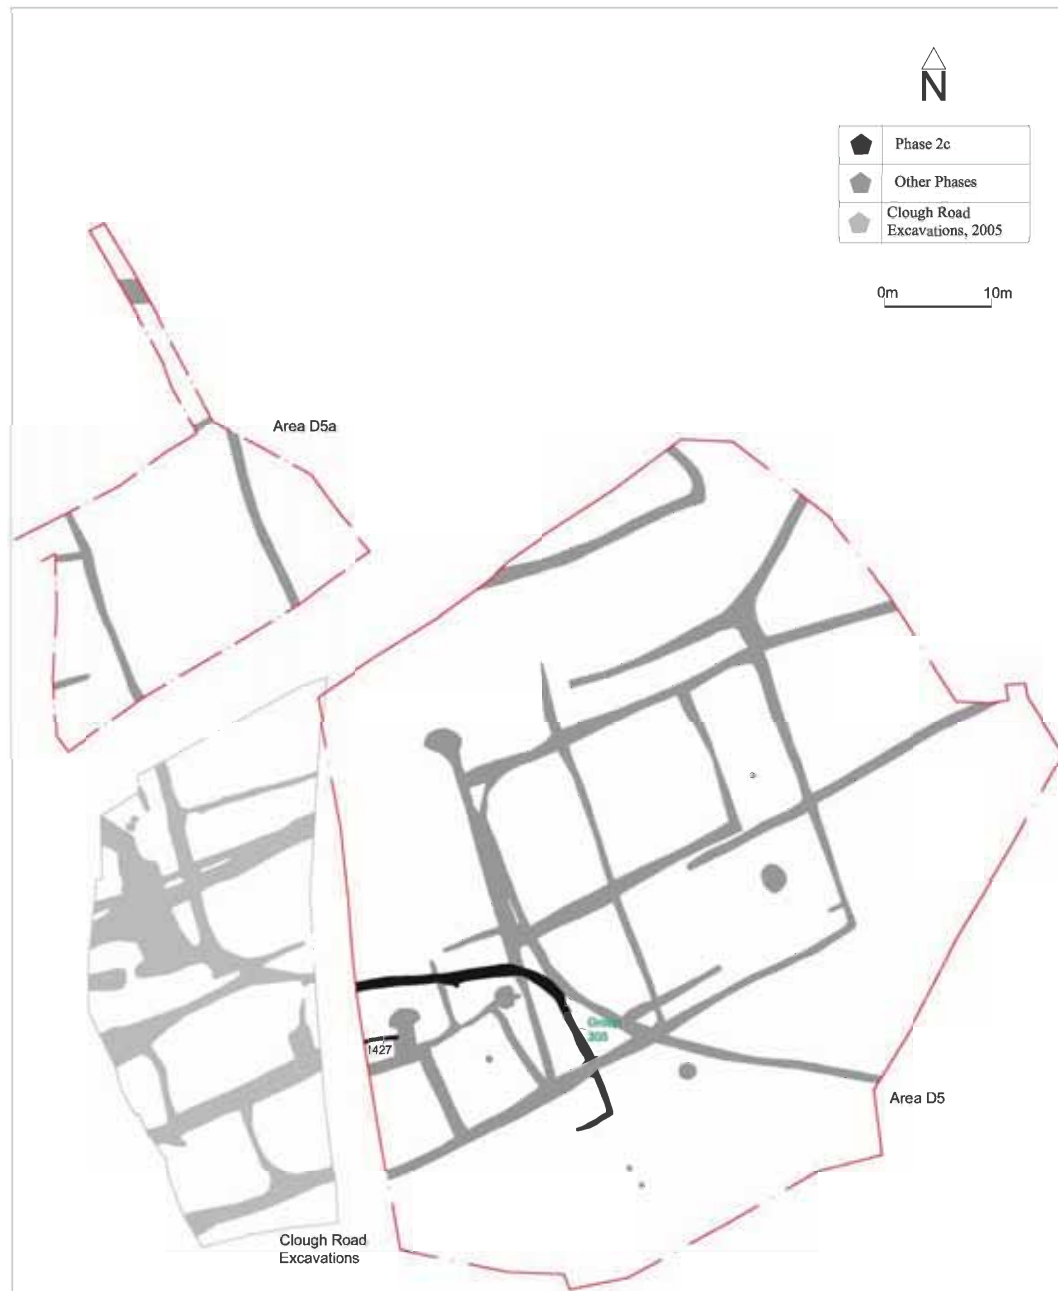 N
Phase 2c
Other Phases
Clough Road
Excavations, 2005
0m 10m
Area D5a
1427
Area D5
Clough Road
Excavations